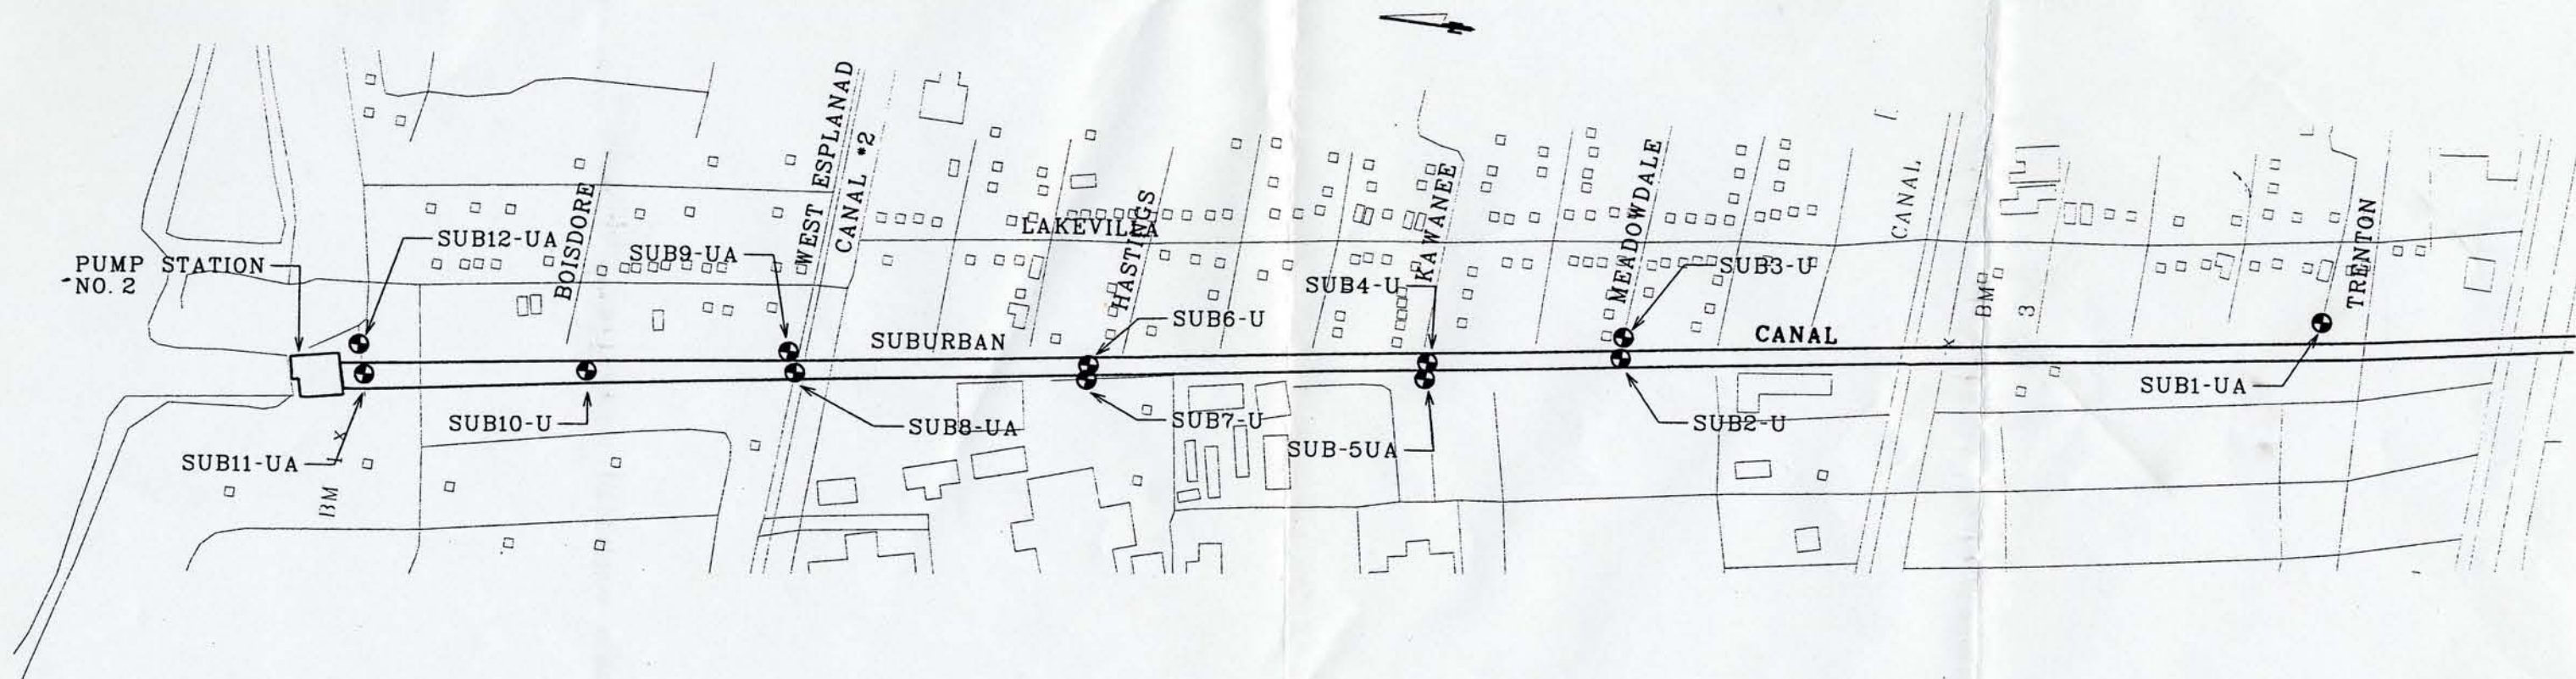 WEST ESPLANAD
CANAL #2
BOISDORE
SUB12-UA
SUB9-UA
PUMP STATION
NO. 2
LAKEVILLA
HASTINGS
KAWANEE
MEADOWDALE
CANAL
TRENTON
SUB4-U
SUB3-U
BM
3
SUB6-U
SUBURBAN
CANAL
SUB1-UA
SUB10-U
SUB8-UA
SUB7-U
SUB2-U
SUB-5UA
SUB11-UA
X
X
BM